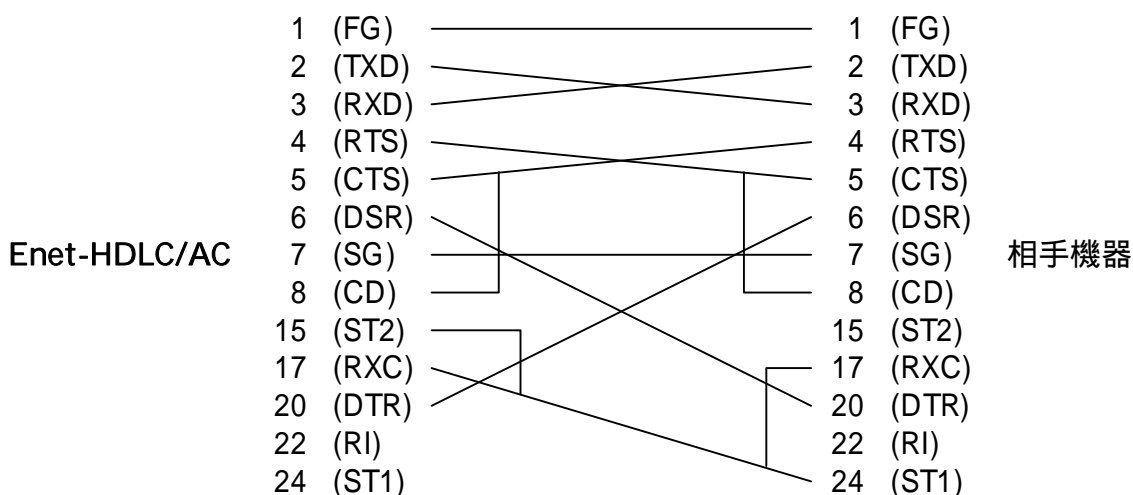 1 (FG) 1 (FG)
2 (TXD) 2 (TXD)
3 (RXD) 3 (RXD)
4 (RTS) 4 (RTS)
5 (CTS) 5 (CTS)
6 (DSR) 6 (DSR)
Enet-HDLC/AC 7 (SG) 7 (SG) 相手機器
8 (CD) 8 (CD)
15 (ST2) 15 (ST2)
17 (RXC) 17 (RXC)
20 (DTR) 20 (DTR)
22 (RI) 22 (RI)
24 (ST1) 24 (ST1)